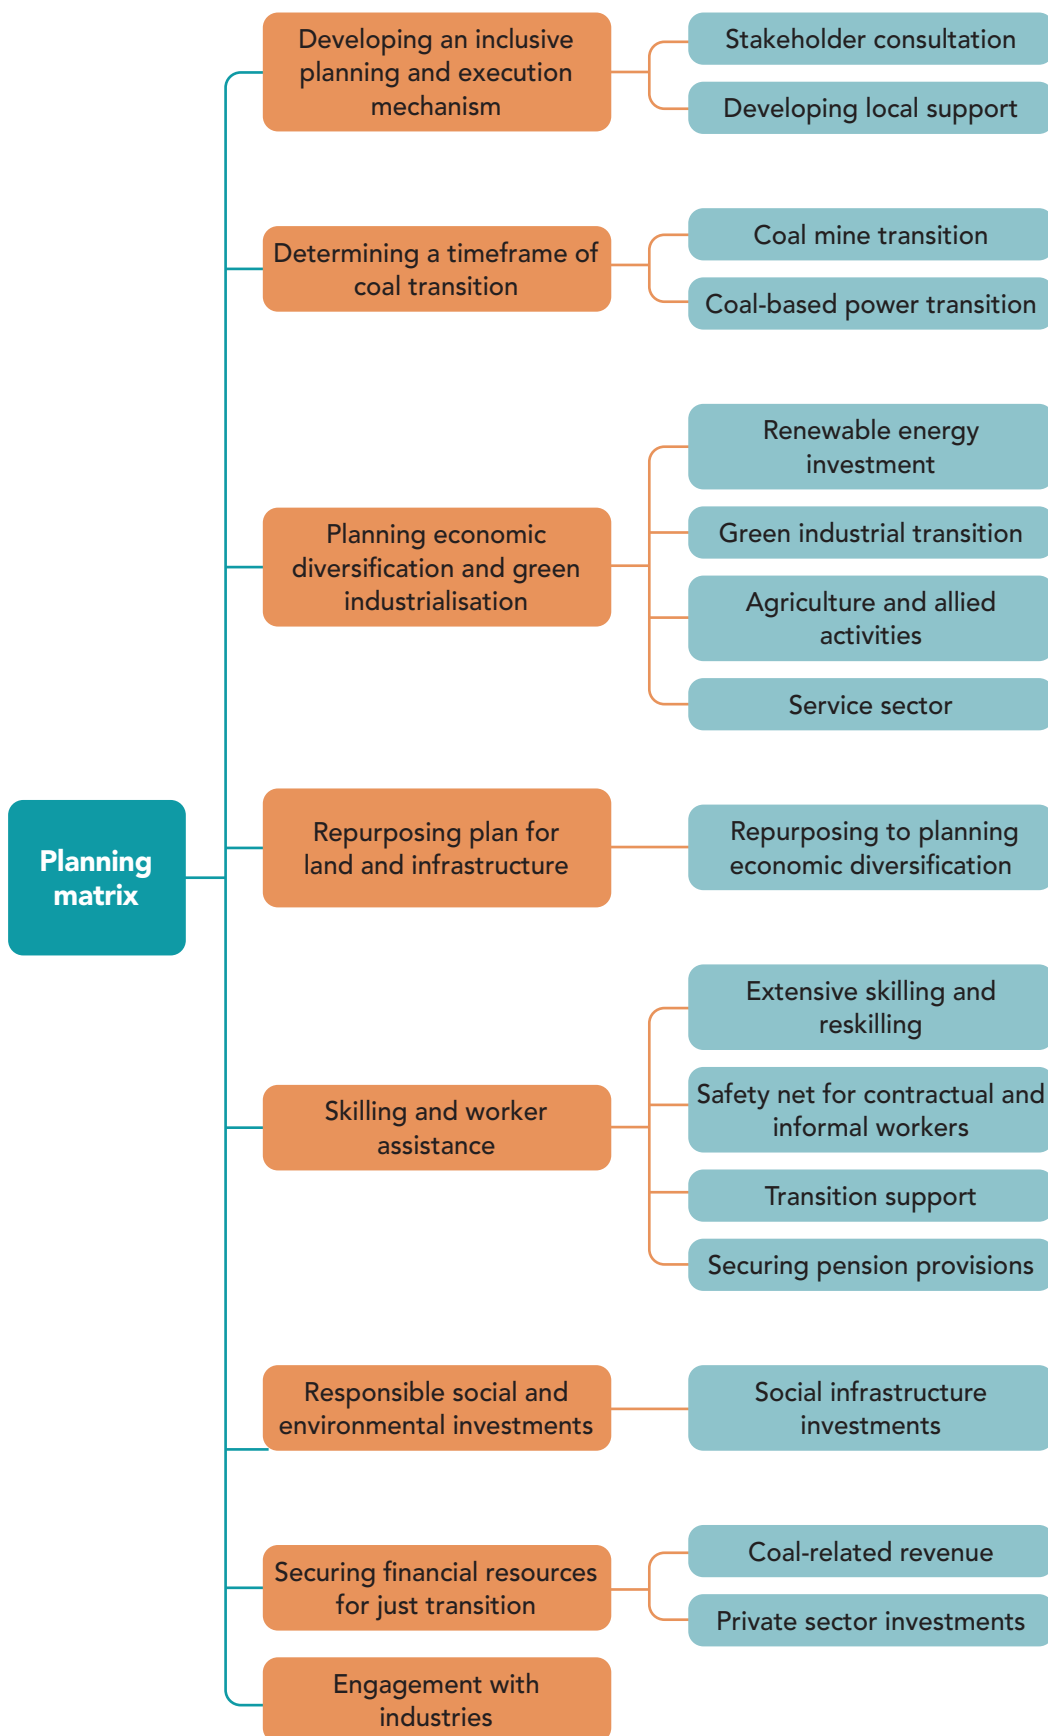 Developing an inclusive
planning and execution
mechanism
Stakeholder consultation
Developing local support
Determining a timeframe of
coal transition
Coal mine transition
Coal-based power transition
Planning economic
diversification and green
industrialisation
Renewable energy
investment
Green industrial transition
Agriculture and allied
activities
Service sector
Planning
matrix
Repurposing plan for
land and infrastructure
Repurposing to planning
economic diversification
Skilling and worker
assistance
Extensive skilling and
reskilling
Safety net for contractual and
informal workers
Transition support
Securing pension provisions
Responsible social and
environmental investments
Social infrastructure
investments
Securing financial resources
for just transition
Coal-related revenue
Private sector investments
Engagement with
industries